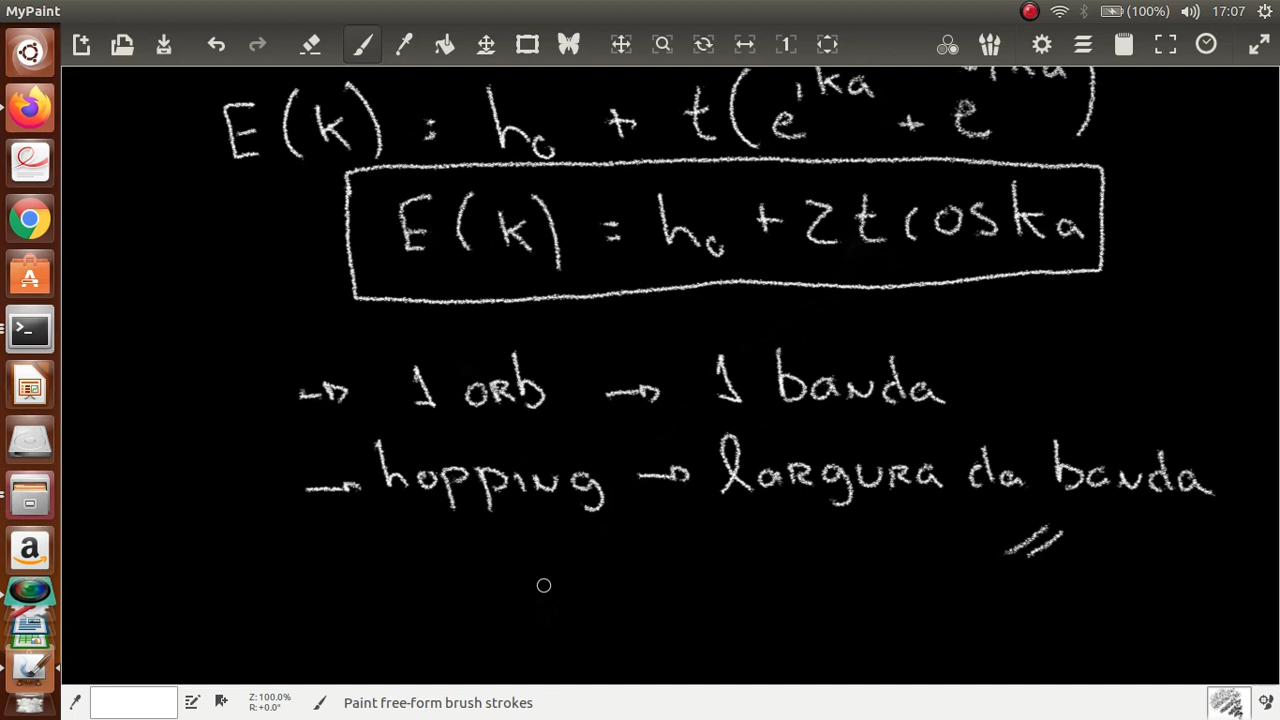 MyPaint
(100%) 17:07
E(k) = h₀ + t(e^ika + e^-ika)
E(k) = h₀ + 2t cos ka
→ 1 orb → 1 banda
→ hopping → largura da banda
Z: 100.0%
R: +0.0°
Paint free-form brush strokes